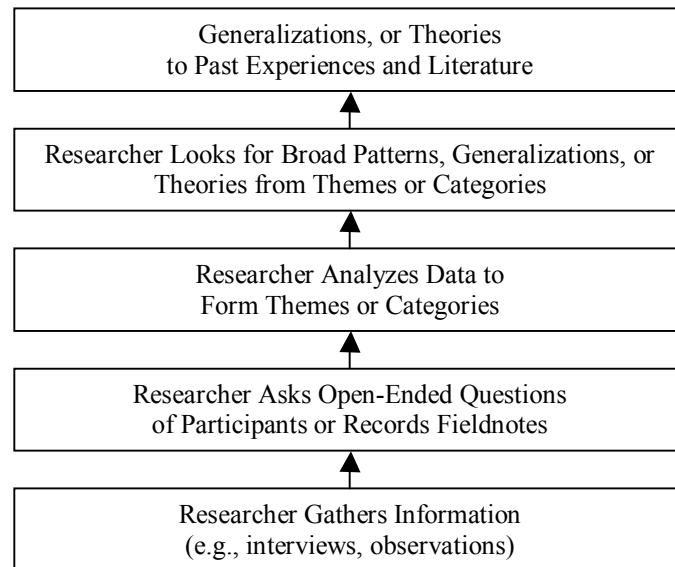 Generalizations, or Theories
to Past Experiences and Literature
Researcher Looks for Broad Patterns, Generalizations, or
Theories from Themes or Categories
Researcher Analyzes Data to
Form Themes or Categories
Researcher Asks Open-Ended Questions
of Participants or Records Fieldnotes
Researcher Gathers Information
(e.g., interviews, observations)